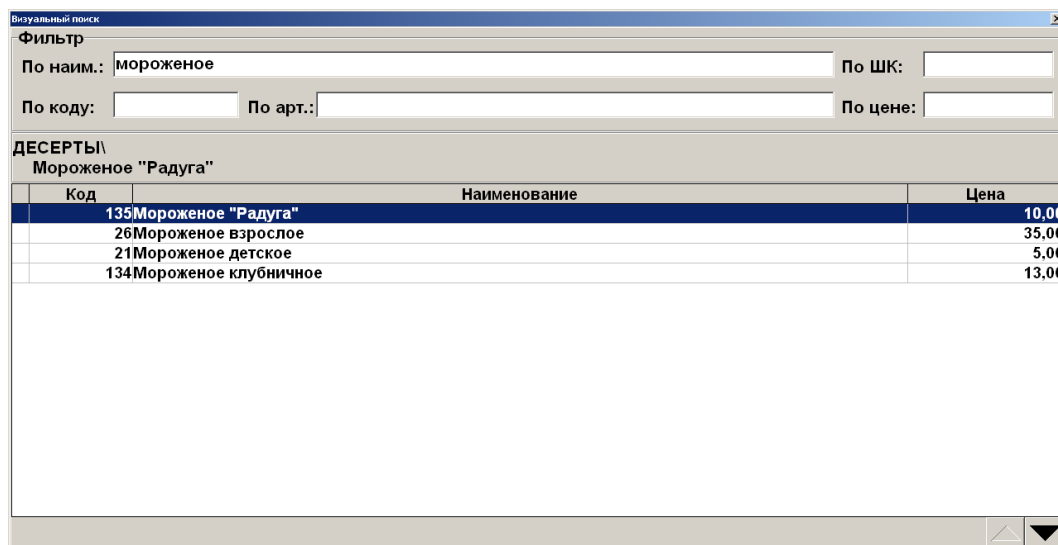 Визуальный поиск
Фильтр
По наим.: мороженое По ШК:
По коду: По арт.: По цене:
ДЕСЕРТЫ\
Мороженое "Радуга"
Код Наименование Цена
135 Мороженое "Радуга" 10,00
26 Мороженое взрослое 35,00
21 Мороженое детское 5,00
134 Мороженое клубничное 13,00